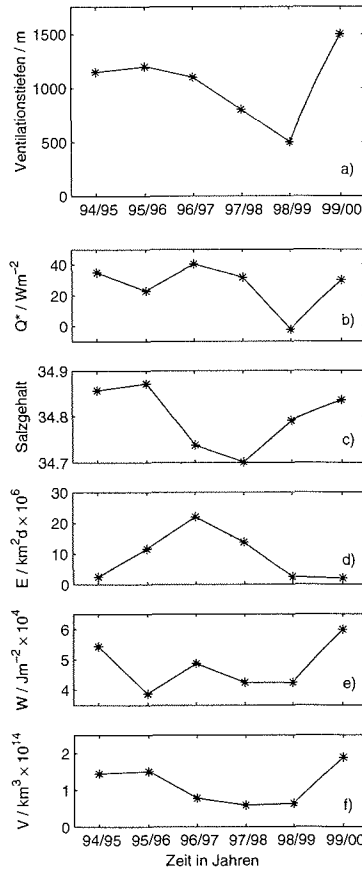 Ventilationstiefen / m
1500
1000
500
0
a)
94/95 95/96 96/97 97/98 98/99 99/00
Q* / Wm-2
40
20
0
b)
Salzgehalt
34.9
34.8
34.7
c)
E / km2d × 106
30
20
10
0
d)
W / Jm-2 × 104
6
5
4
e)
V / km3 × 1014
2
1
0
f)
94/95 95/96 96/97 97/98 98/99 99/00
Zeit in Jahren